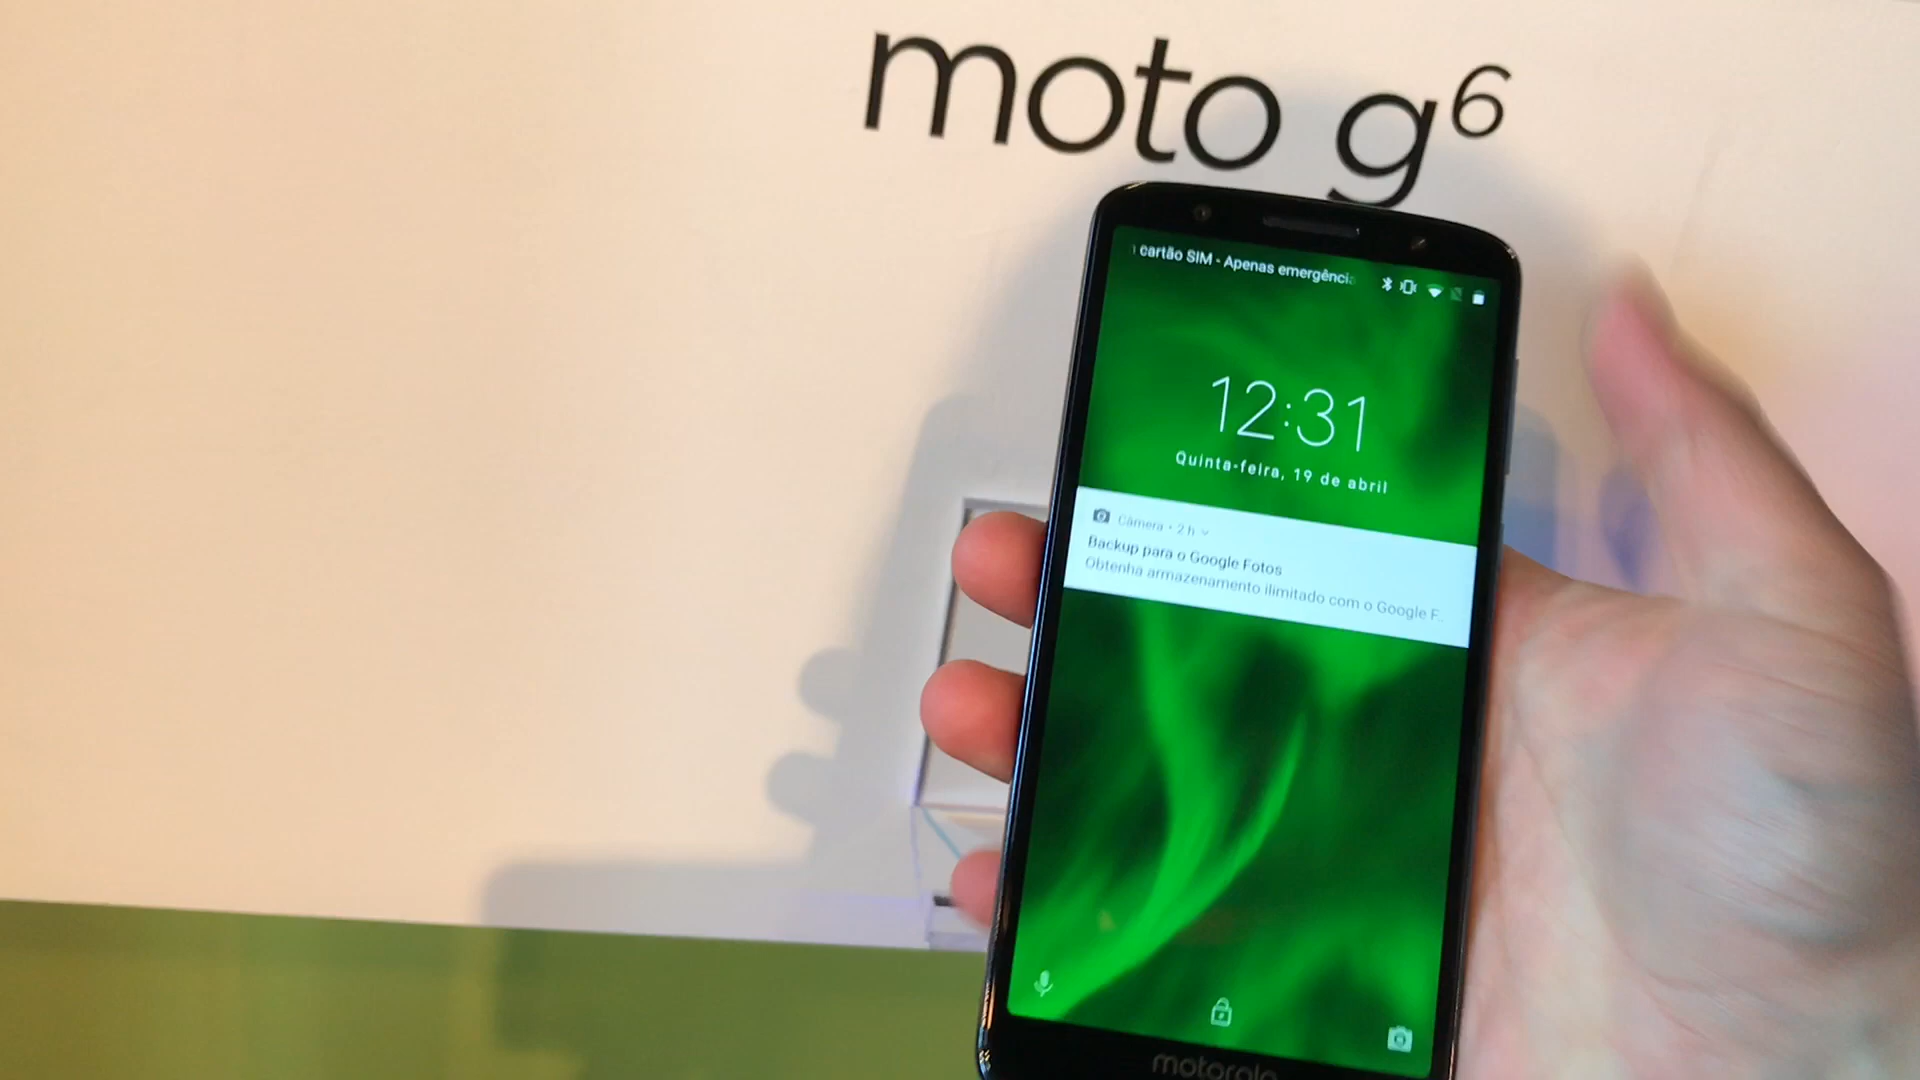 moto g6
cartão SIM - Apenas emergência
12:31
Quinta-feira, 19 de abril
Câmera • 2 h
Backup para o Google Fotos
Obtenha armazenamento ilimitado com o Google F..
motorola